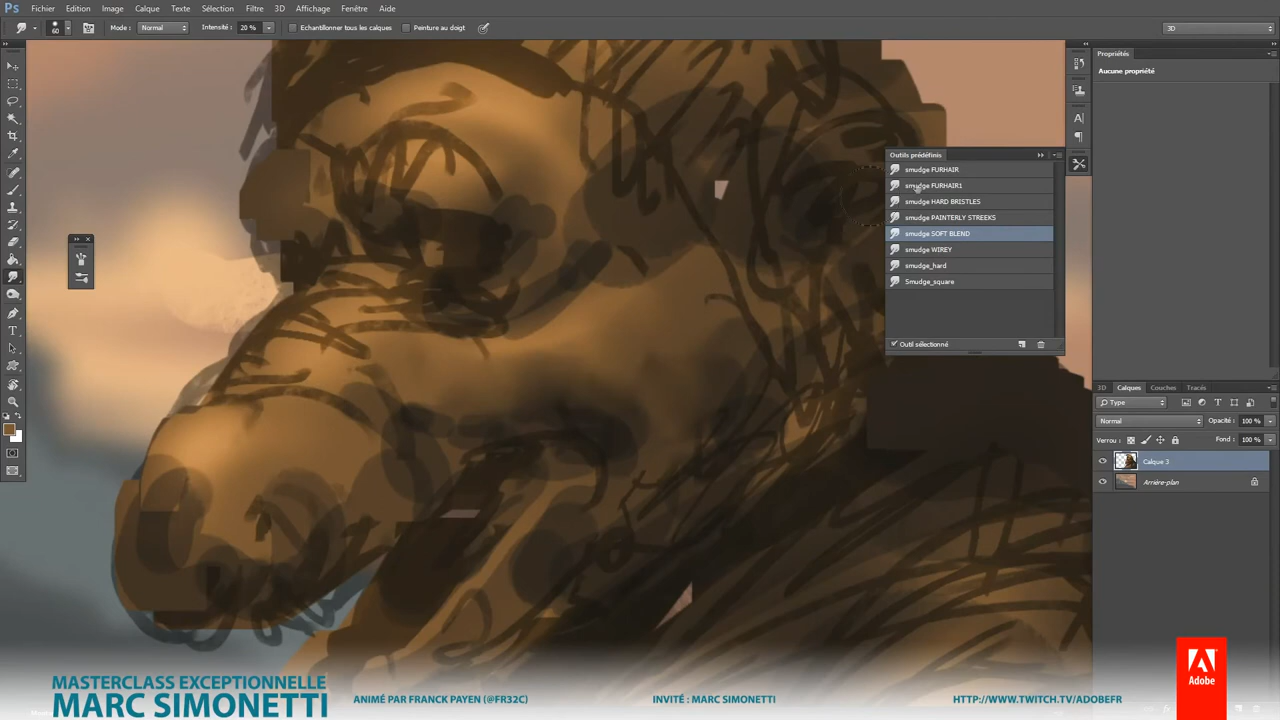 Ps Fichier Edition Image Calque Texte Sélection Filtre 3D Affichage Fenêtre Aide
60 Mode : Normal Intensité : 20 % Echantillonner tous les calques Peinture au doigt 3D
Propriétés
Aucune propriété
Outils prédéfinis
smudge FURHAIR
smudge FURHAIR1
smudge HARD BRISTLES
smudge PAINTERLY STREEKS
smudge SOFT BLEND
smudge WIREY
smudge_hard
Smudge_square
Outil sélectionné
3D Calques Couches Tracés
Type
Normal Opacité : 100 %
Verrou : Fond : 100 %
Calque 3
Arrière-plan
MASTERCLASS EXCEPTIONNELLE
MARC SIMONETTI
ANIMÉ PAR FRANCK PAYEN (@FR32C)
INVITÉ : MARC SIMONETTI
HTTP://WWW.TWITCH.TV/ADOBEFR
Adobe